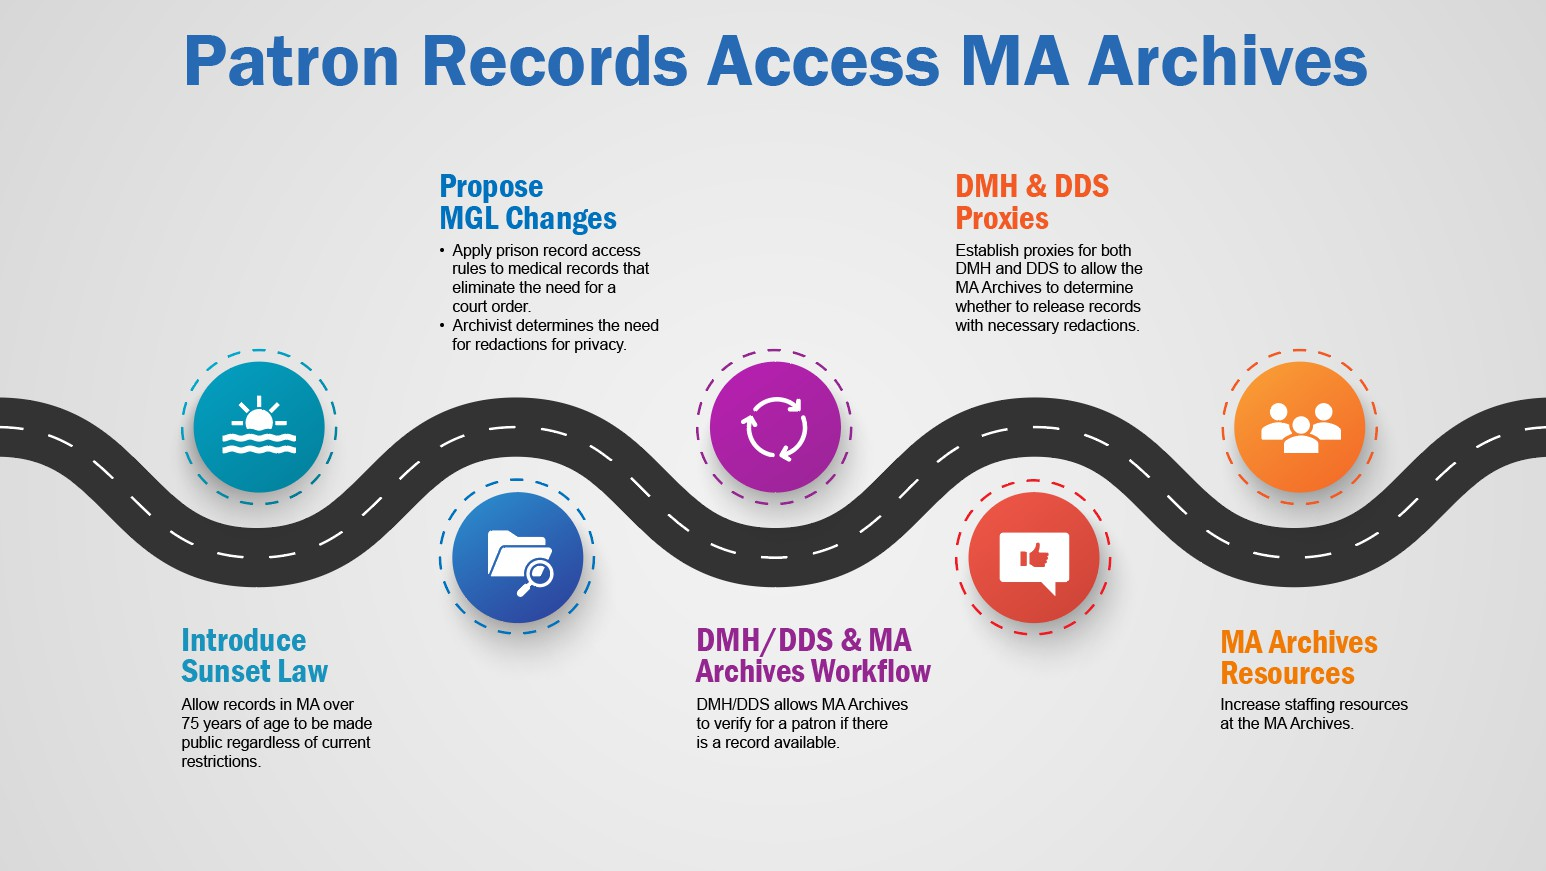 Patron Records Access MA Archives
Introduce
Sunset Law
Allow records in MA over
75 years of age to be made
public regardless of current
restrictions.
Propose
MGL Changes
• Apply prison record access
rules to medical records that
eliminate the need for a
court order.
• Archivist determines the need
for redactions for privacy.
DMH/DDS & MA
Archives Workflow
DMH/DDS allows MA Archives
to verify for a patron if there
is a record available.
DMH & DDS
Proxies
Establish proxies for both
DMH and DDS to allow the
MA Archives to determine
whether to release records
with necessary redactions.
MA Archives
Resources
Increase staffing resources
at the MA Archives.